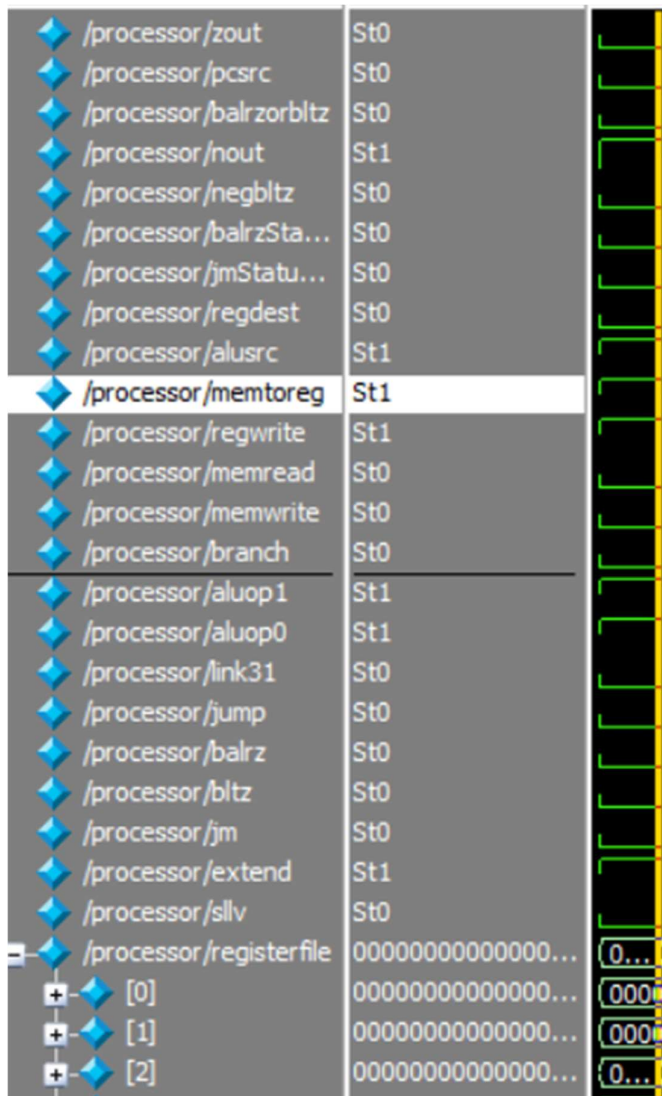 /processor/zout St0
/processor/pcsrc St0
/processor/balrzorbltz St0
/processor/nout St1
/processor/negbltz St0
/processor/balrzSta... St0
/processor/jmStatu... St0
/processor/regdest St0
/processor/alusrc St1
/processor/memtoreg St1
/processor/regwrite St1
/processor/memread St0
/processor/memwrite St0
/processor/branch St0
/processor/aluop1 St1
/processor/aluop0 St1
/processor/link31 St0
/processor/jump St0
/processor/balrz St0
/processor/bltz St0
/processor/jm St0
/processor/extend St1
/processor/sllv St0
/processor/registerfile 00000000000000... 0...
[0] 00000000000000... 000
[1] 00000000000000... 000
[2] 00000000000000... 0...